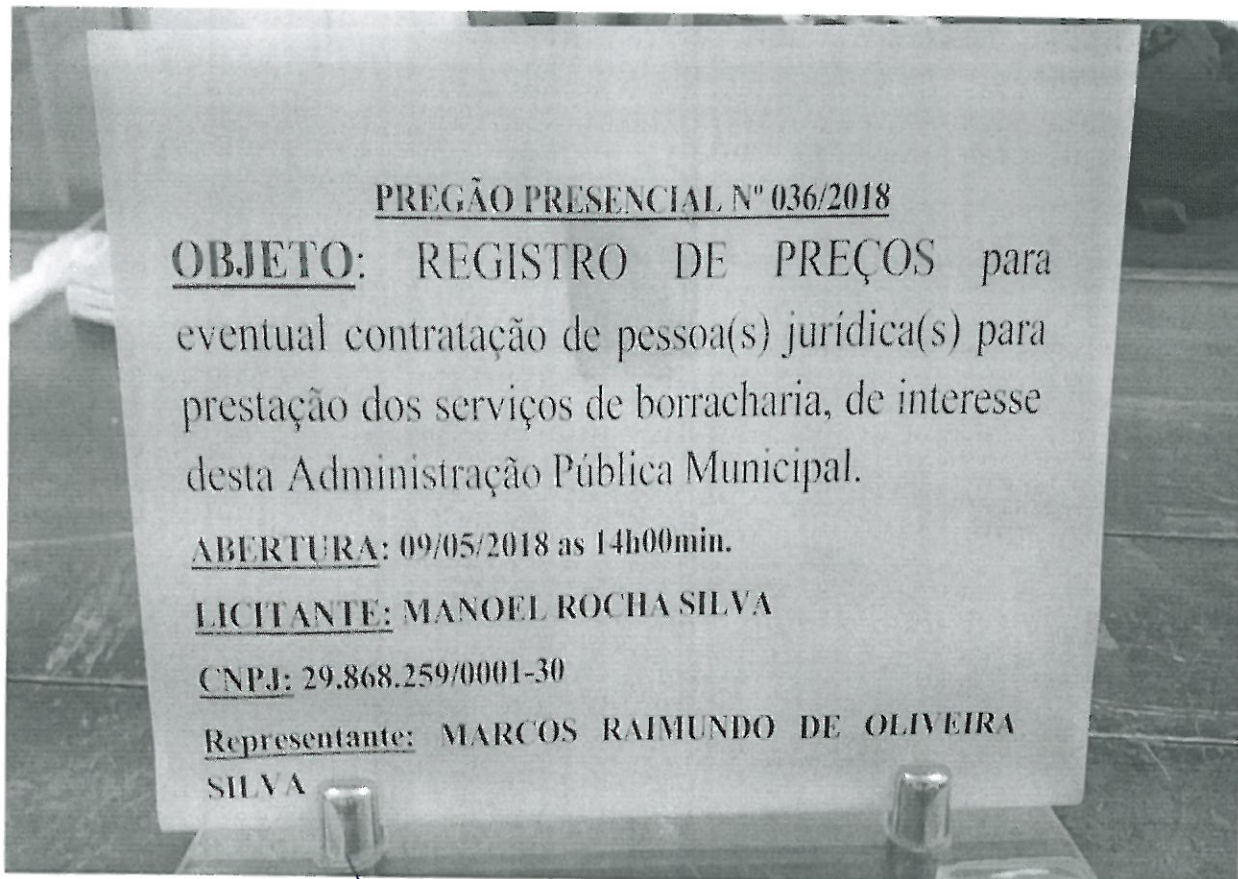 PREGÃO PRESENCIAL Nº 036/2018
OBJETO: REGISTRO DE PREÇOS para
eventual contratação de pessoa(s) jurídica(s) para
prestação dos serviços de borracharia, de interesse
desta Administração Pública Municipal.
ABERTURA: 09/05/2018 as 14h00min.
LICITANTE: MANOEL ROCHA SILVA
CNPJ: 29.868.259/0001-30
Representante: MARCOS RAIMUNDO DE OLIVEIRA
SILVA